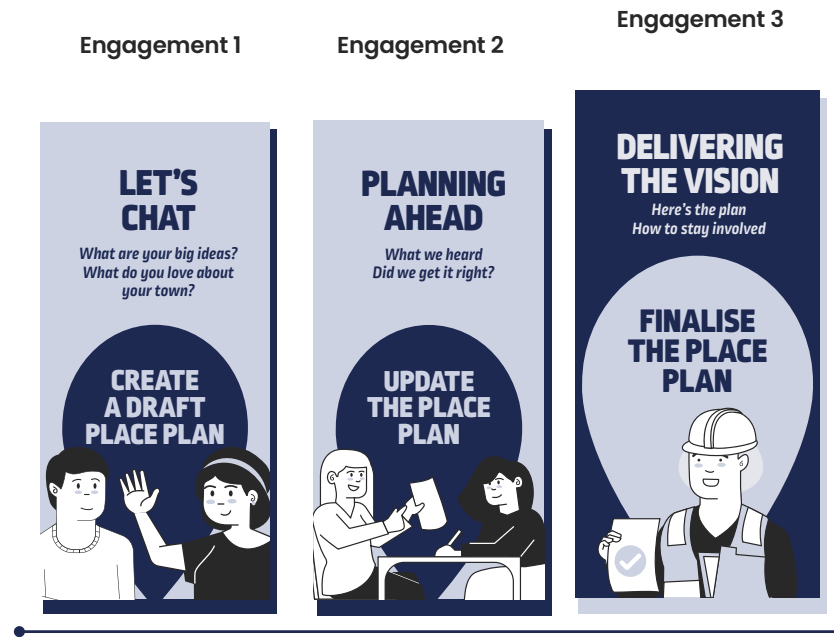 Engagement 1
LET'S
CHAT
What are your big ideas?
What do you love about
your town?
CREATE
A DRAFT
PLACE PLAN
Engagement 2
PLANNING
AHEAD
What we heard
Did we get it right?
UPDATE
THE PLACE
PLAN
Engagement 3
DELIVERING
THE VISION
Here's the plan
How to stay involved
FINALISE
THE PLACE
PLAN